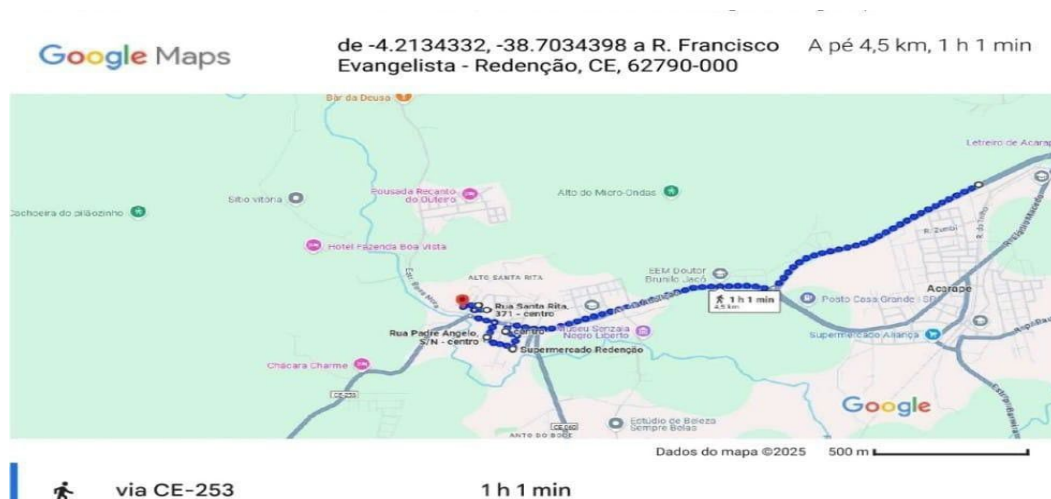 Google Maps
de -4.2134332, -38.7034398 a R. Francisco
Evangelista - Redenção, CE, 62790-000
A pé 4,5 km, 1 h 1 min
Bar da Deusa
Letreiro de Acarap
Pousada Recanto
do Outeiro
Alto do Micro-Ondas
Sítio vitória
Cachoeira do pilãozinho
R. Zumbi
R. da Trilho
Hotel Fazenda Boa Vista
ALTO SANTA RITA
EEM Doutor
Brunilo Jacó
Acarape
1 h 1 min
4,5 km
Posto Casa Grande
Rua Santa Rita,
371 - centro
centro
Museu Senzala
Negro Liberto
Rua Padre Angelo,
S/N - centro
Supermercado Redenção
Supermercado Aliança
Chácara Charme
CE-253
CE-060
Google
Estúdio de Beleza
Sempre Belas
ANTO DO BODE
Dados do mapa ©2025
500 m
via CE-253
1 h 1 min